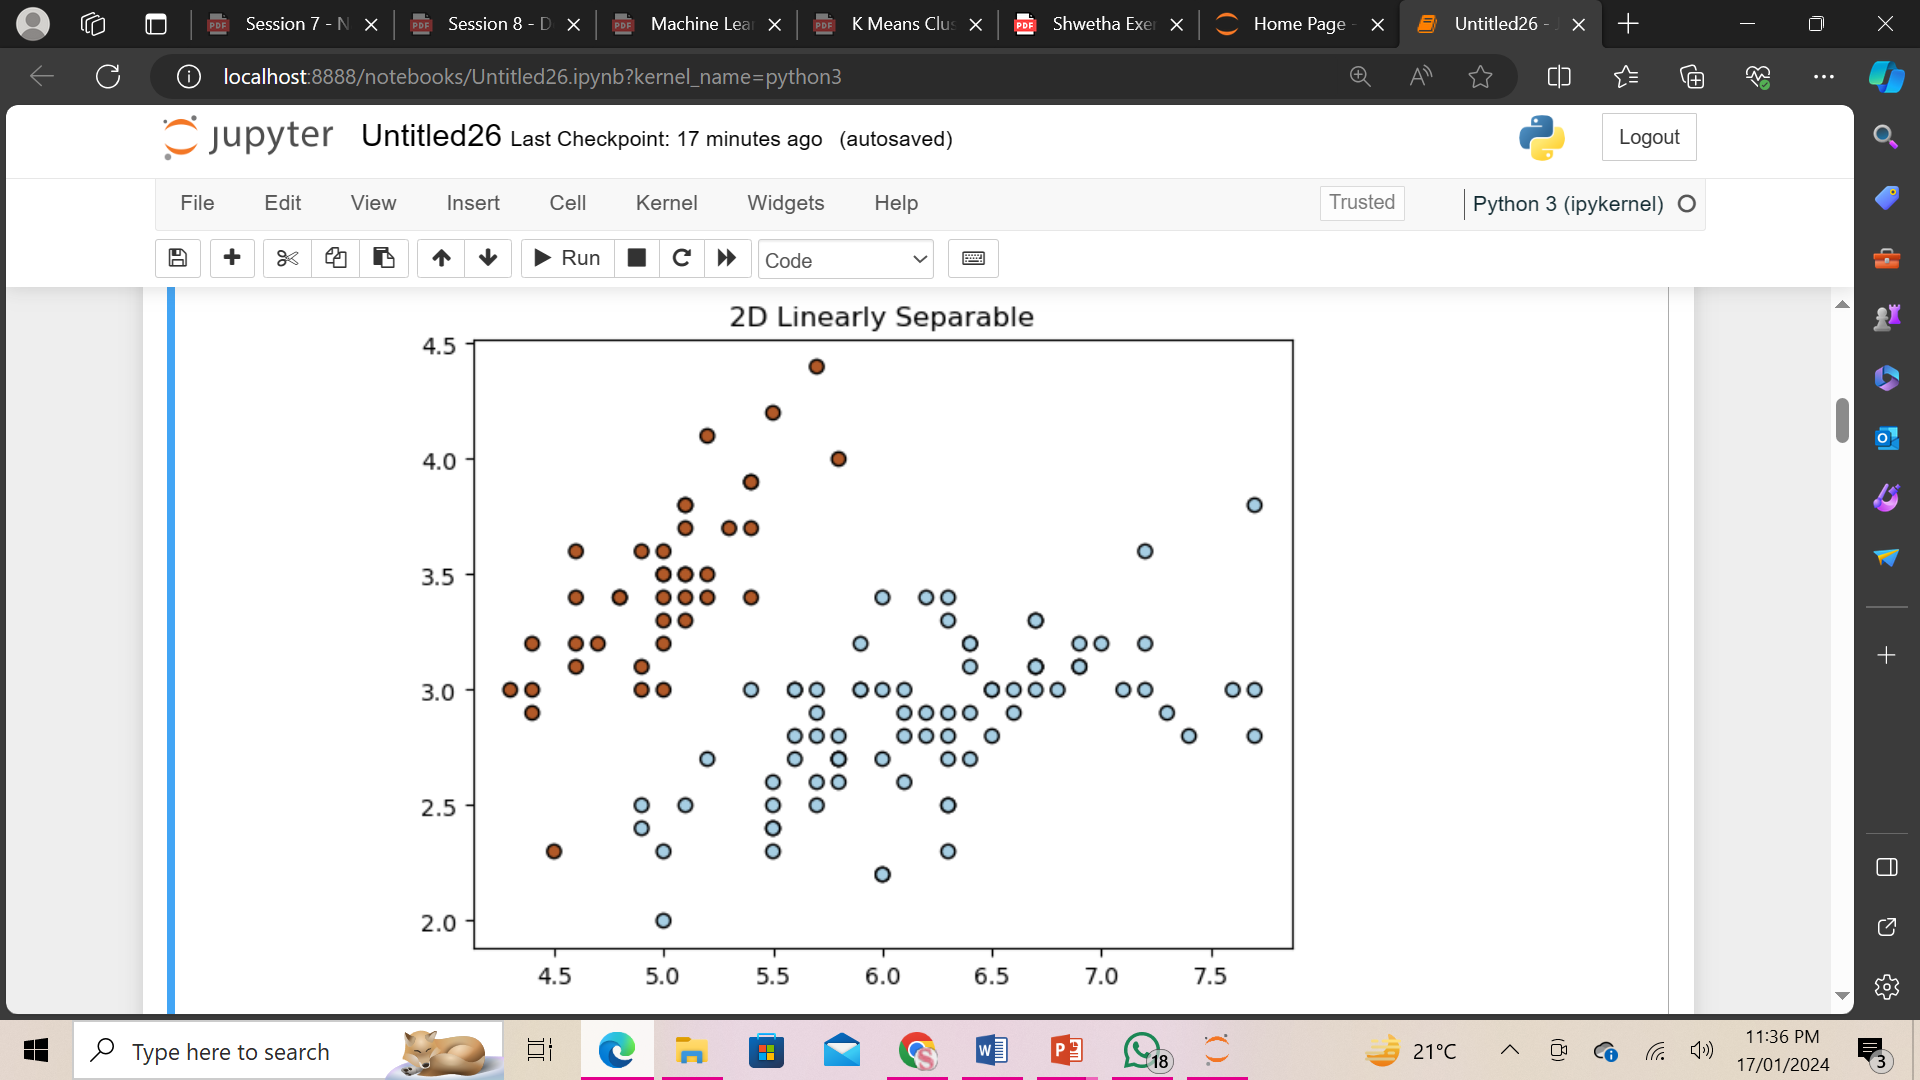 Session 7 - N
Session 8 - D
Machine Lear
K Means Clus
Shwetha Exer
Home Page -
Untitled26 - J
localhost:8888/notebooks/Untitled26.ipynb?kernel_name=python3
jupyter Untitled26 Last Checkpoint: 17 minutes ago (autosaved)
Logout
File Edit View Insert Cell Kernel Widgets Help
Trusted
Python 3 (ipykernel)
Run
Code
2D Linearly Separable
4.5
4.0
3.5
3.0
2.5
2.0
4.5 5.0 5.5 6.0 6.5 7.0 7.5
Type here to search
18
21°C
11:36 PM
17/01/2024
3